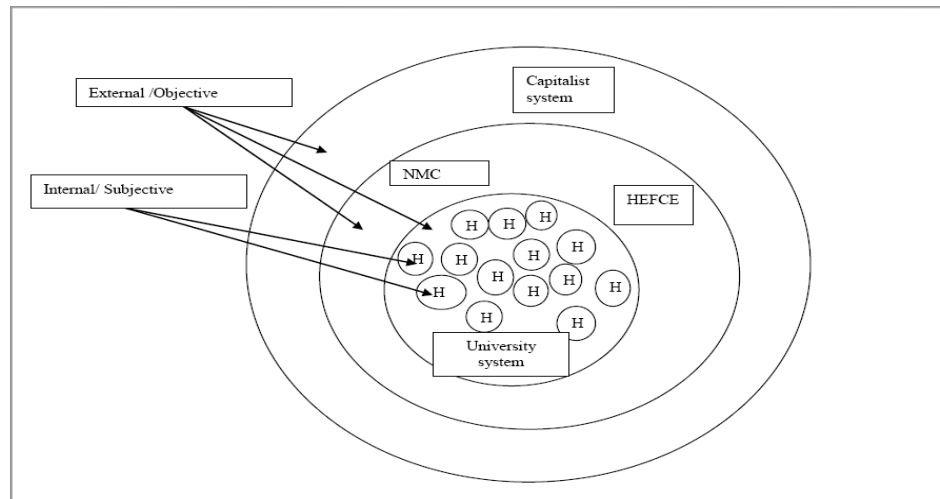 Capitalist
system
External /Objective
NMC
Internal/ Subjective
HEFCE
H
H
H
H
H
H
H
H
H
H
H
H
H
H
University
system